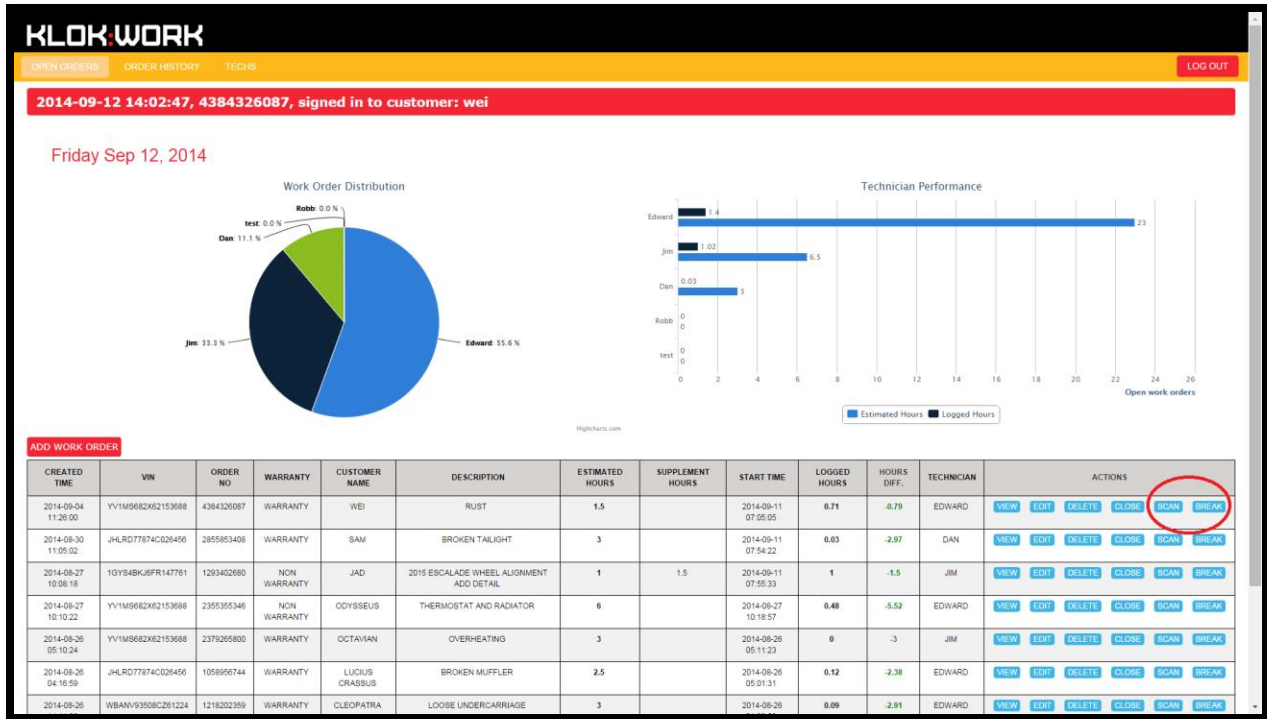 KLOK:WORK
OPEN ORDERS ORDER HISTORY TECHS LOG OUT
2014-09-12 14:02:47, 4384326087, signed in to customer: wei
Friday Sep 12, 2014
Work Order Distribution
Robb: 0.0 %
test: 0.0 %
Dan: 11.1 %
Jim: 33.3 %
Edward: 55.6 %
Highcharts.com
Technician Performance
Edward 1.4
23
Jim 1.02
6.5
Dan 0.03
3
Robb 0
0
test 0
0
0 2 4 6 8 10 12 14 16 18 20 22 24 26
Open work orders
Estimated Hours Logged Hours
ADD WORK ORDER
CREATED TIME VIN ORDER NO WARRANTY CUSTOMER NAME DESCRIPTION ESTIMATED HOURS SUPPLEMENT HOURS START TIME LOGGED HOURS HOURS DIFF. TECHNICIAN ACTIONS
2014-09-04 11:26:00 YV1MS682X62153688 4384326087 WARRANTY WEI RUST 1.5 2014-09-11 07:05:05 0.71 -0.79 EDWARD VIEW EDIT DELETE CLOSE SCAN BREAK
2014-08-30 11:05:02 JHLRD77874C026456 2855853408 WARRANTY SAM BROKEN TAILIGHT 3 2014-09-11 07:54:22 0.03 -2.97 DAN VIEW EDIT DELETE CLOSE SCAN BREAK
2014-08-27 10:08:18 1GYS4BKJ6FR147761 1293402680 NON WARRANTY JAD 2015 ESCALADE WHEEL ALIGNMENT ADD DETAIL 1 1.5 2014-09-11 07:55:33 1 -1.5 JIM VIEW EDIT DELETE CLOSE SCAN BREAK
2014-08-27 10:10:22 YV1MS682X62153688 2355355346 NON WARRANTY ODYSSEUS THERMOSTAT AND RADIATOR 6 2014-08-27 10:18:57 0.48 -5.52 EDWARD VIEW EDIT DELETE CLOSE SCAN BREAK
2014-08-26 05:10:24 YV1MS682X62153688 2379265800 WARRANTY OCTAVIAN OVERHEATING 3 2014-08-26 05:11:23 0 -3 JIM VIEW EDIT DELETE CLOSE SCAN BREAK
2014-08-26 04:16:59 JHLRD77874C026456 1058956744 WARRANTY LUCIUS CRASSUS BROKEN MUFFLER 2.5 2014-08-26 05:01:31 0.12 -2.38 EDWARD VIEW EDIT DELETE CLOSE SCAN BREAK
2014-08-26 WBANV93508CZ61224 1218202359 WARRANTY CLEOPATRA LOOSE UNDERCARRIAGE 3 2014-08-26 0.09 -2.91 EDWARD VIEW EDIT DELETE CLOSE SCAN BREAK